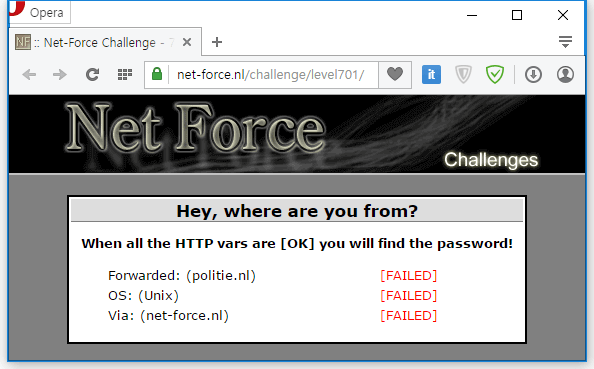 Opera
NF :: Net-Force Challenge - 7
net-force.nl/challenge/level701/
it
Net Force
Challenges
Hey, where are you from?
When all the HTTP vars are [OK] you will find the password!
Forwarded: (politie.nl) [FAILED]
OS: (Unix) [FAILED]
Via: (net-force.nl) [FAILED]